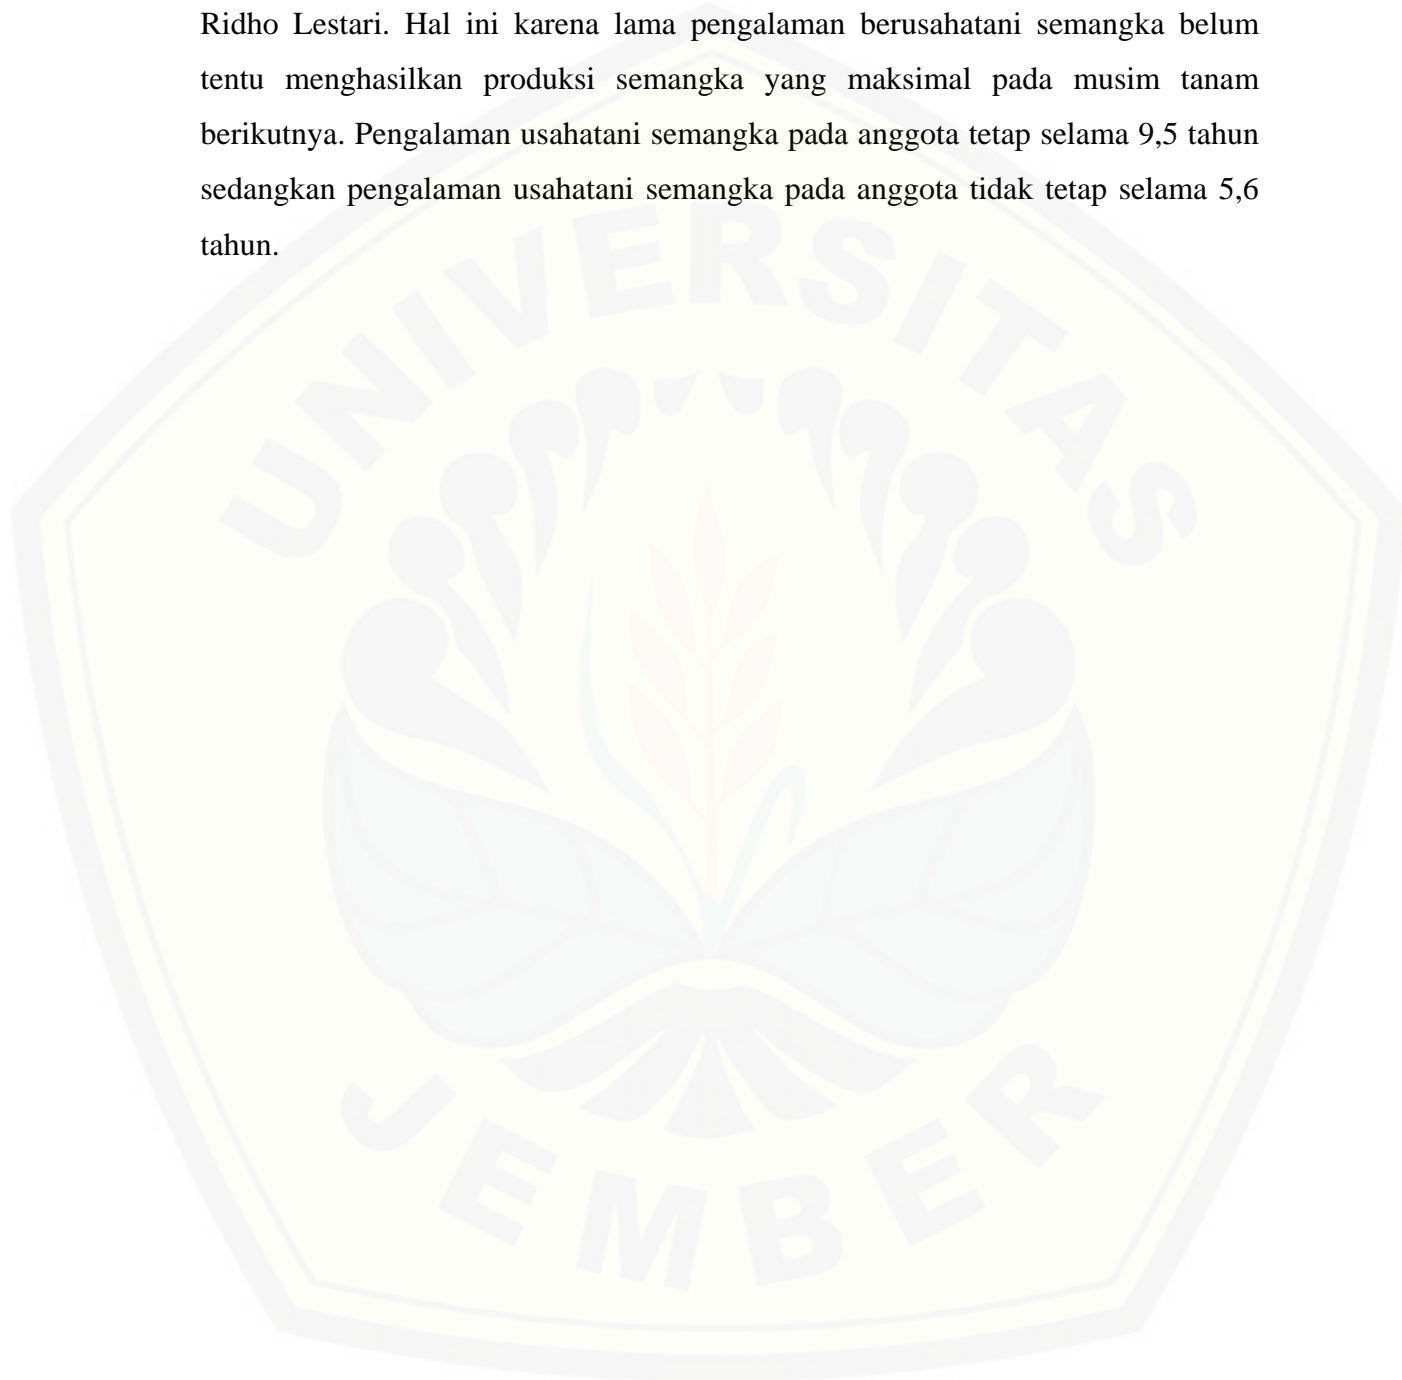 Ridho Lestari. Hal ini karena lama pengalaman berusahatani semangka belum
tentu menghasilkan produksi semangka yang maksimal pada musim tanam
berikutnya. Pengalaman usahatani semangka pada anggota tetap selama 9,5 tahun
sedangkan pengalaman usahatani semangka pada anggota tidak tetap selama 5,6
tahun.
UNIVERSITAS
JEMBER